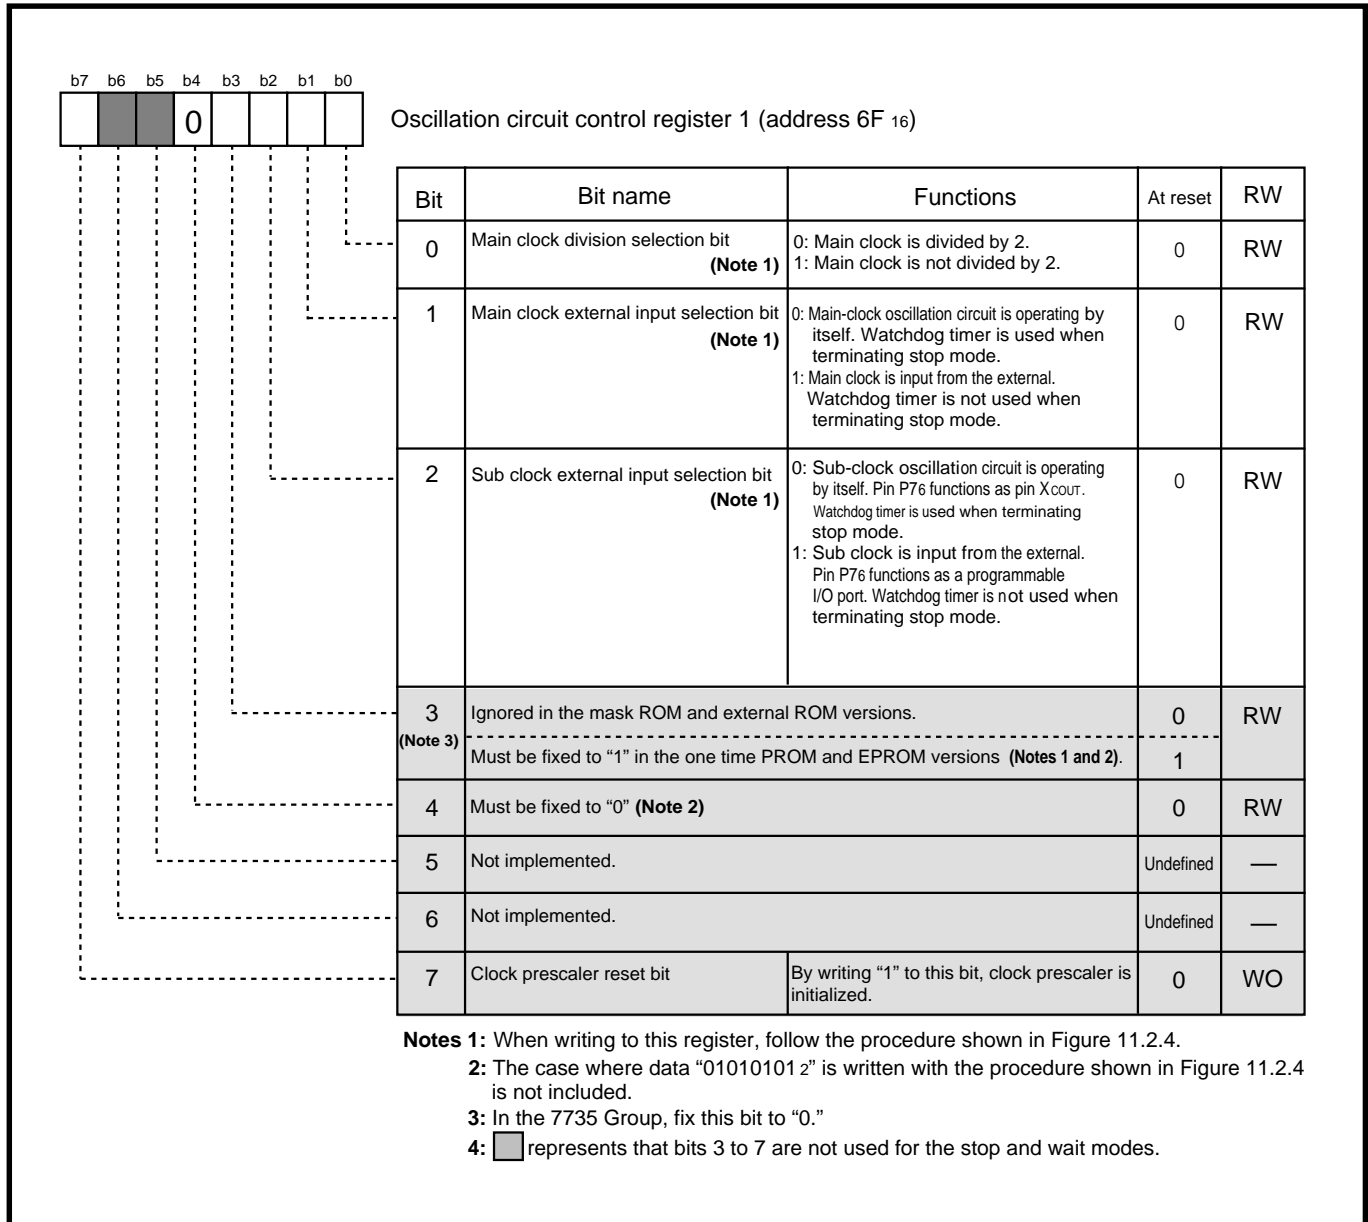 b7 b6 b5 b4 b3 b2 b1 b0
0
Oscillation circuit control register 1 (address 6F 16)
Bit Bit name Functions At reset RW
0 Main clock division selection bit (Note 1) 0: Main clock is divided by 2. 0 RW
1: Main clock is not divided by 2.
1 Main clock external input selection bit (Note 1) 0: Main-clock oscillation circuit is operating by 0 RW
itself. Watchdog timer is used when
terminating stop mode.
1: Main clock is input from the external.
Watchdog timer is not used when
terminating stop mode.
2 Sub clock external input selection bit (Note 1) 0: Sub-clock oscillation circuit is operating 0 RW
by itself. Pin P76 functions as pin XCOUT.
Watchdog timer is used when terminating
stop mode.
1: Sub clock is input from the external.
Pin P76 functions as a programmable
I/O port. Watchdog timer is not used when
terminating stop mode.
3 Ignored in the mask ROM and external ROM versions. 0 RW
(Note 3)
Must be fixed to “1” in the one time PROM and EPROM versions (Notes 1 and 2). 1
4 Must be fixed to “0” (Note 2) 0 RW
5 Not implemented. Undefined —
6 Not implemented. Undefined —
7 Clock prescaler reset bit By writing “1” to this bit, clock prescaler is 0 WO
initialized.
Notes 1: When writing to this register, follow the procedure shown in Figure 11.2.4.
2: The case where data “01010101 2” is written with the procedure shown in Figure 11.2.4
is not included.
3: In the 7735 Group, fix this bit to “0.”
4: represents that bits 3 to 7 are not used for the stop and wait modes.